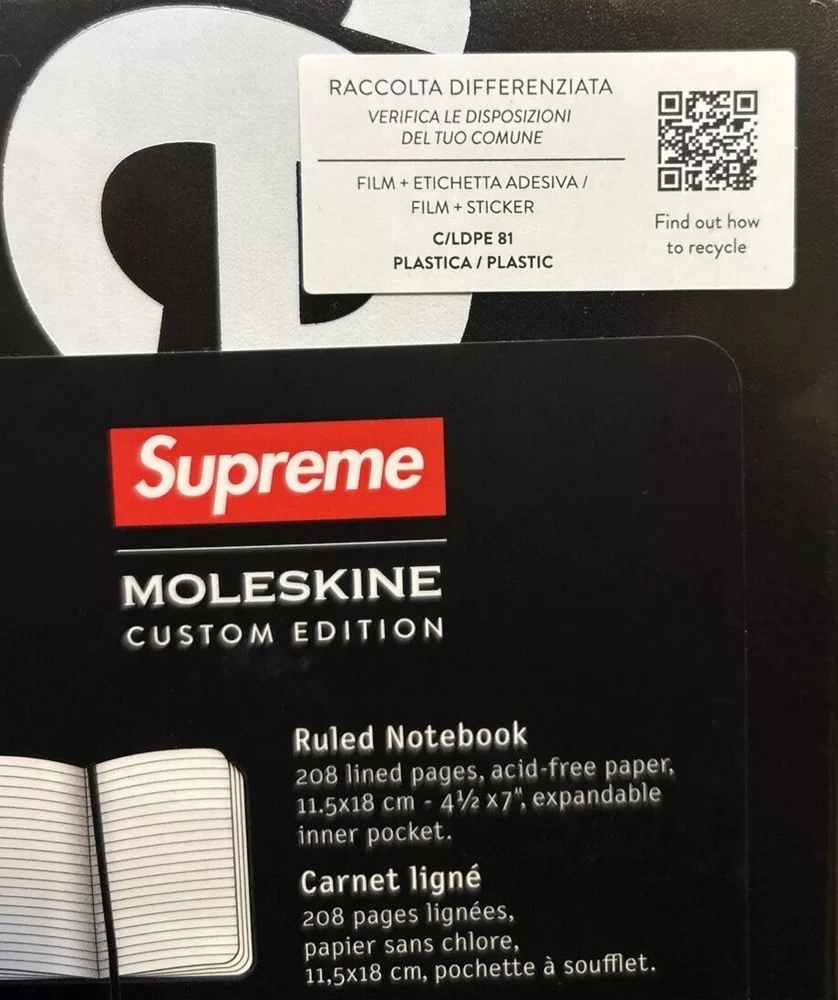 RACCOLTA DIFFERENZIATA
VERIFICA LE DISPOSIZIONI
DEL TUO COMUNE
FILM + ETICHETTA ADESIVA /
FILM + STICKER
C/LDPE 81
PLASTICA / PLASTIC
Find out how
to recycle
Supreme
MOLESKINE
CUSTOM EDITION
Ruled Notebook
208 lined pages, acid-free paper,
11.5x18 cm - 4½ x7", expandable
inner pocket.
Carnet ligné
208 pages lignées,
papier sans chlore,
11,5x18 cm, pochette à soufflet.